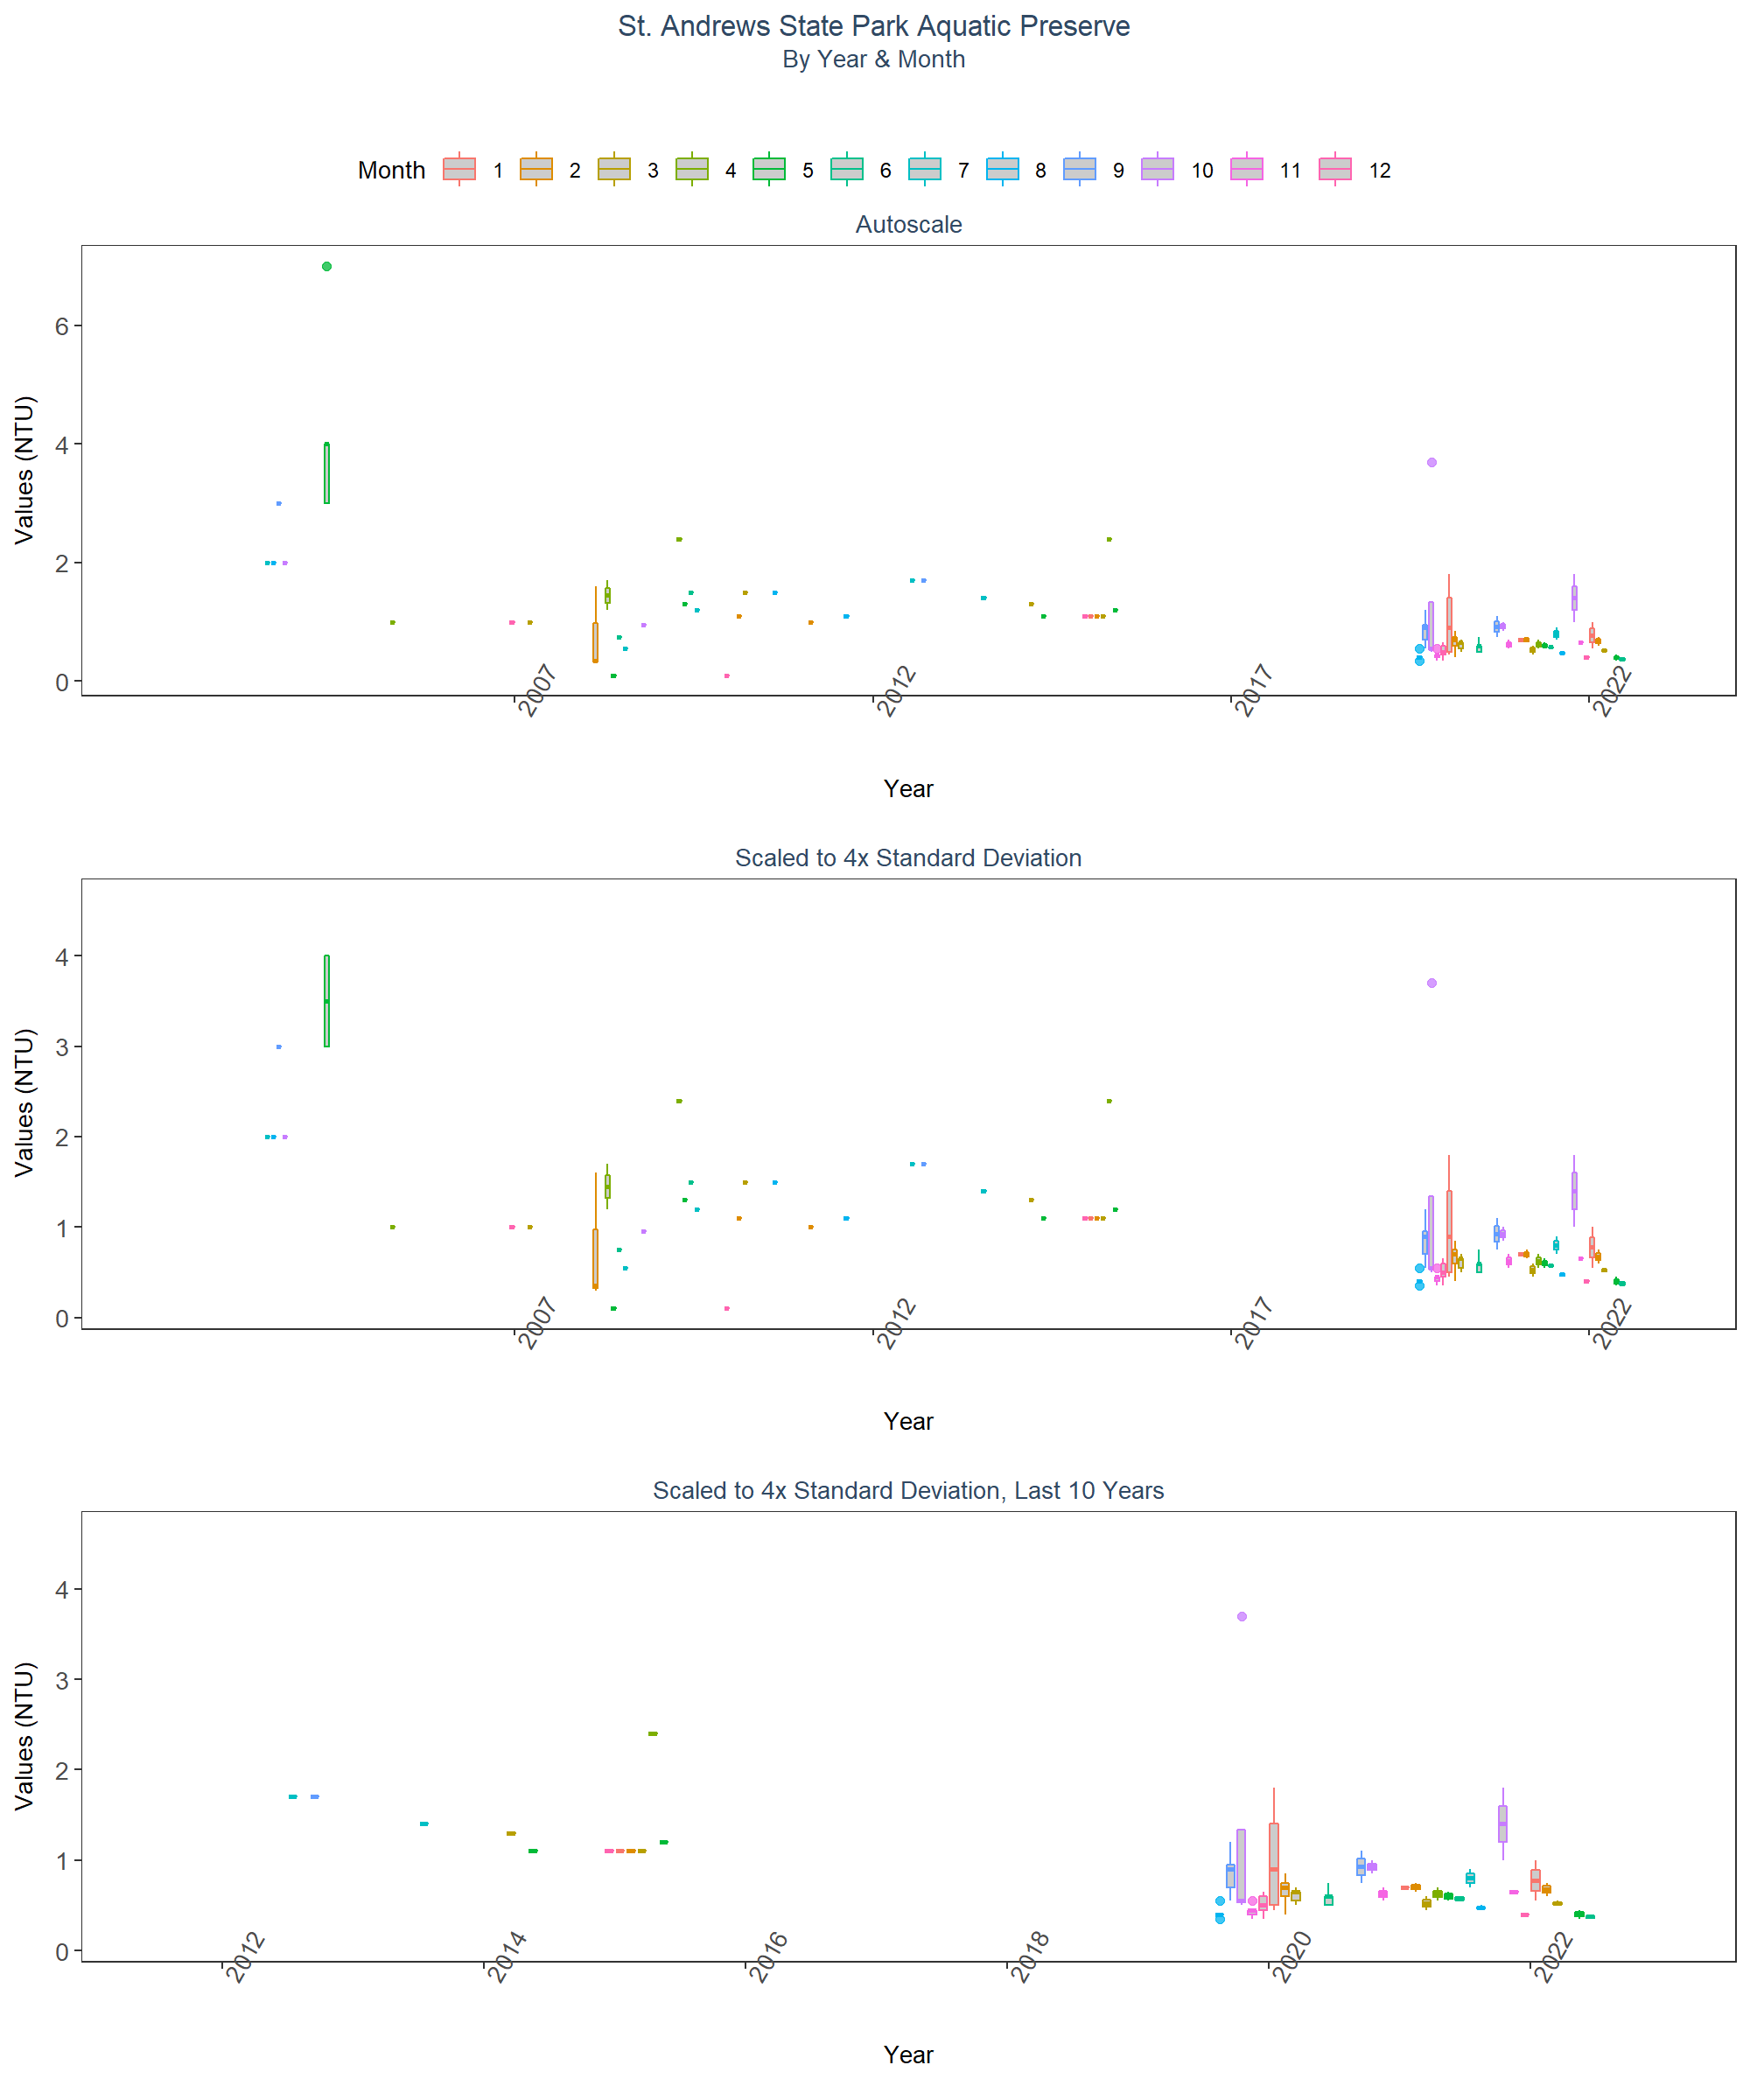 St. Andrews State Park Aquatic Preserve
By Year & Month
Month 1 2 3 4 5 6 7 8 9 10 11 12
Autoscale
Values (NTU)
6
4
2
0
2007 2012 2017 2022
Year
Scaled to 4x Standard Deviation
Values (NTU)
4
3
2
1
0
2007 2012 2017 2022
Year
Scaled to 4x Standard Deviation, Last 10 Years
Values (NTU)
4
3
2
1
0
2012 2014 2016 2018 2020 2022
Year